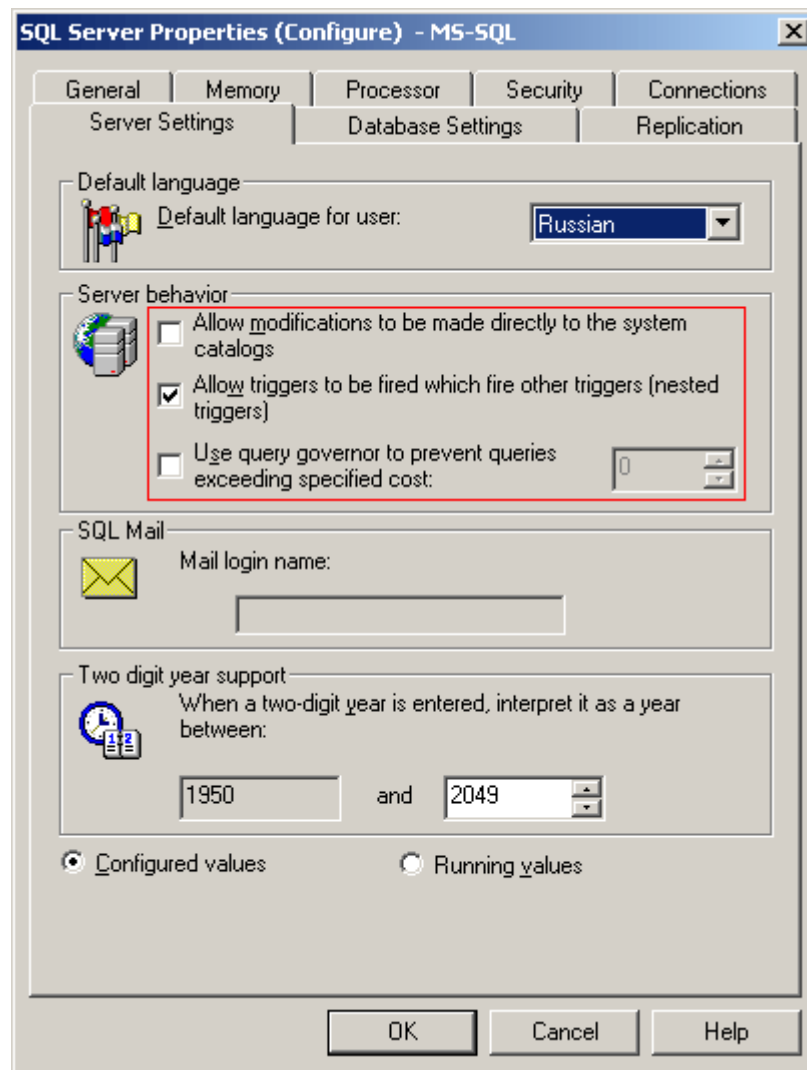 SQL Server Properties (Configure) - MS-SQL
General Memory Processor Security Connections
Server Settings Database Settings Replication
Default language
Default language for user: Russian
Server behavior
Allow modifications to be made directly to the system
catalogs
Allow triggers to be fired which fire other triggers (nested
triggers)
Use query governor to prevent queries
exceeding specified cost: 0
SQL Mail
Mail login name:
Two digit year support
When a two-digit year is entered, interpret it as a year
between:
1950 and 2049
Configured values Running values
OK Cancel Help